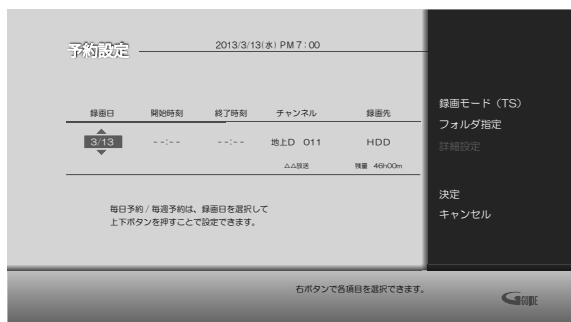 予約設定
2013/3/13(水) PM 7:00
録画日 開始時刻 終了時刻 チャンネル 録画先
3/13 --:-- --:-- 地上D 011 HDD
△△放送 残量 46h00m
毎日予約 / 毎週予約は、録画日を選択して
上下ボタンを押すことで設定できます。
録画モード（TS）
フォルダ指定
詳細設定
決定
キャンセル
右ボタンで各項目を選択できます。
G GUIDE